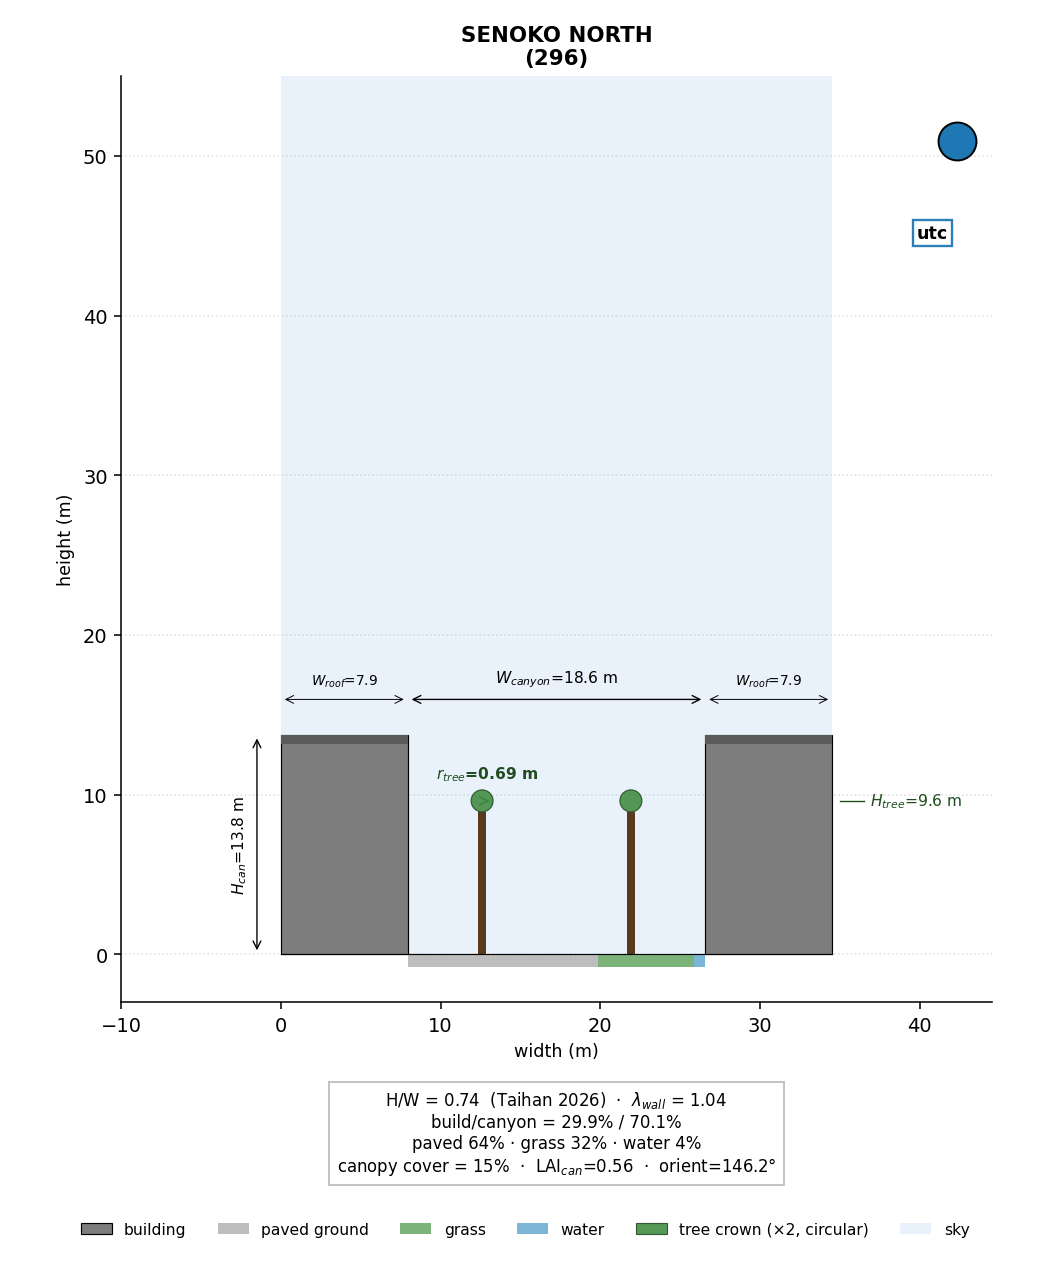 SENOKO NORTH
(296)
50
40
30
20
10
0
height (m)
utc
W_roof=7.9
W_canyon=18.6 m
W_roof=7.9
r_tree=0.69 m
H_tree=9.6 m
H_can=13.8 m
−10
0
10
20
30
40
width (m)
H/W = 0.74 (Taihan 2026) · λ_wall = 1.04
build/canyon = 29.9% / 70.1%
paved 64% · grass 32% · water 4%
canopy cover = 15% · LAI_can=0.56 · orient=146.2°
building
paved ground
grass
water
tree crown (×2, circular)
sky